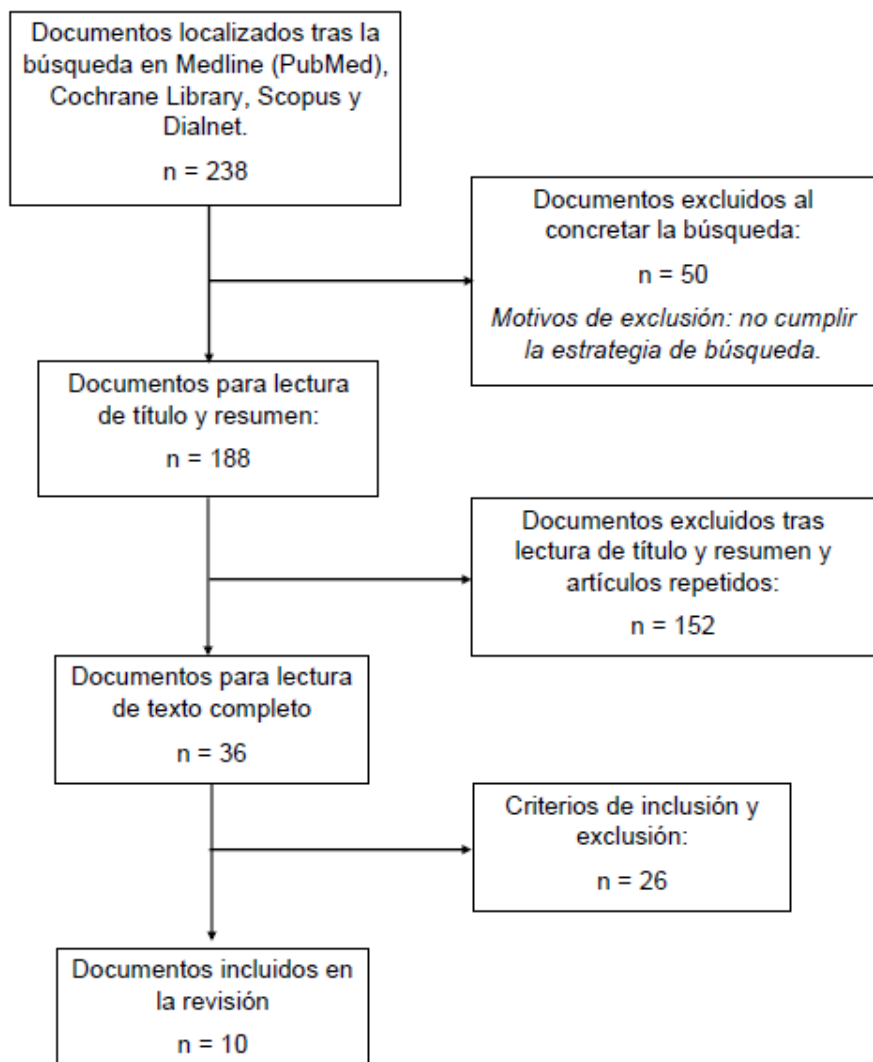 Documentos localizados tras la
búsqueda en Medline (PubMed),
Cochrane Library, Scopus y
Dialnet.
n = 238
Documentos excluidos al
concretar la búsqueda:
n = 50
Motivos de exclusión: no cumplir
la estrategia de búsqueda.
Documentos para lectura
de título y resumen:
n = 188
Documentos excluidos tras
lectura de título y resumen y
artículos repetidos:
n = 152
Documentos para lectura
de texto completo
n = 36
Criterios de inclusión y
exclusión:
n = 26
Documentos incluidos en
la revisión
n = 10